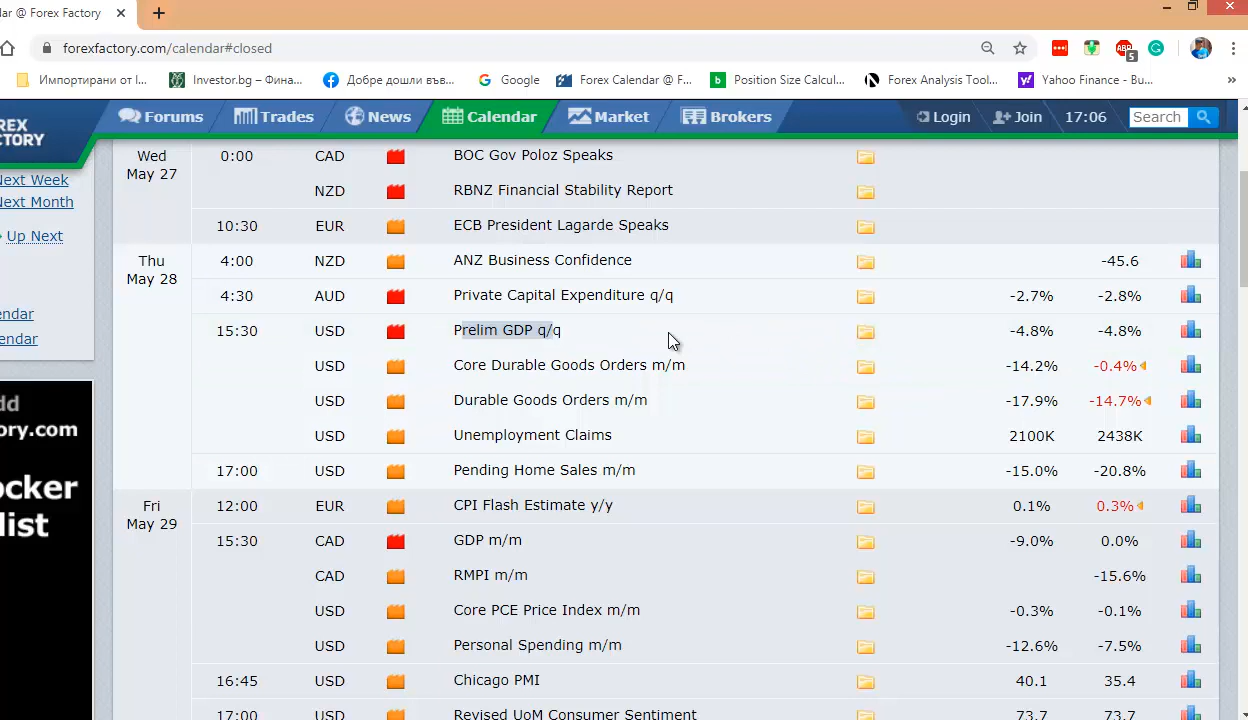 ar @ Forex Factory
forexfactory.com/calendar#closed
ABP
5
Импортирани от I...
Investor.bg – Фина...
Добре дошли във...
Google
Forex Calendar @ F...
b
Position Size Calcul...
Forex Analysis Tool...
Yahoo Finance - Bu...
»
REX
CTORY
Forums
Trades
News
Calendar
Market
Brokers
Login
Join
17:06
Search
Next Week
Next Month
Up Next
endar
endar
dd
ory.com
ocker
list
Wed
May 27
0:00 CAD BOC Gov Poloz Speaks
NZD RBNZ Financial Stability Report
10:30 EUR ECB President Lagarde Speaks
Thu
May 28
4:00 NZD ANZ Business Confidence -45.6
4:30 AUD Private Capital Expenditure q/q -2.7% -2.8%
15:30 USD Prelim GDP q/q -4.8% -4.8%
USD Core Durable Goods Orders m/m -14.2% -0.4%
USD Durable Goods Orders m/m -17.9% -14.7%
USD Unemployment Claims 2100K 2438K
17:00 USD Pending Home Sales m/m -15.0% -20.8%
Fri
May 29
12:00 EUR CPI Flash Estimate y/y 0.1% 0.3%
15:30 CAD GDP m/m -9.0% 0.0%
CAD RMPI m/m -15.6%
USD Core PCE Price Index m/m -0.3% -0.1%
USD Personal Spending m/m -12.6% -7.5%
16:45 USD Chicago PMI 40.1 35.4
17:00 USD Revised UoM Consumer Sentiment 73.7 73.7